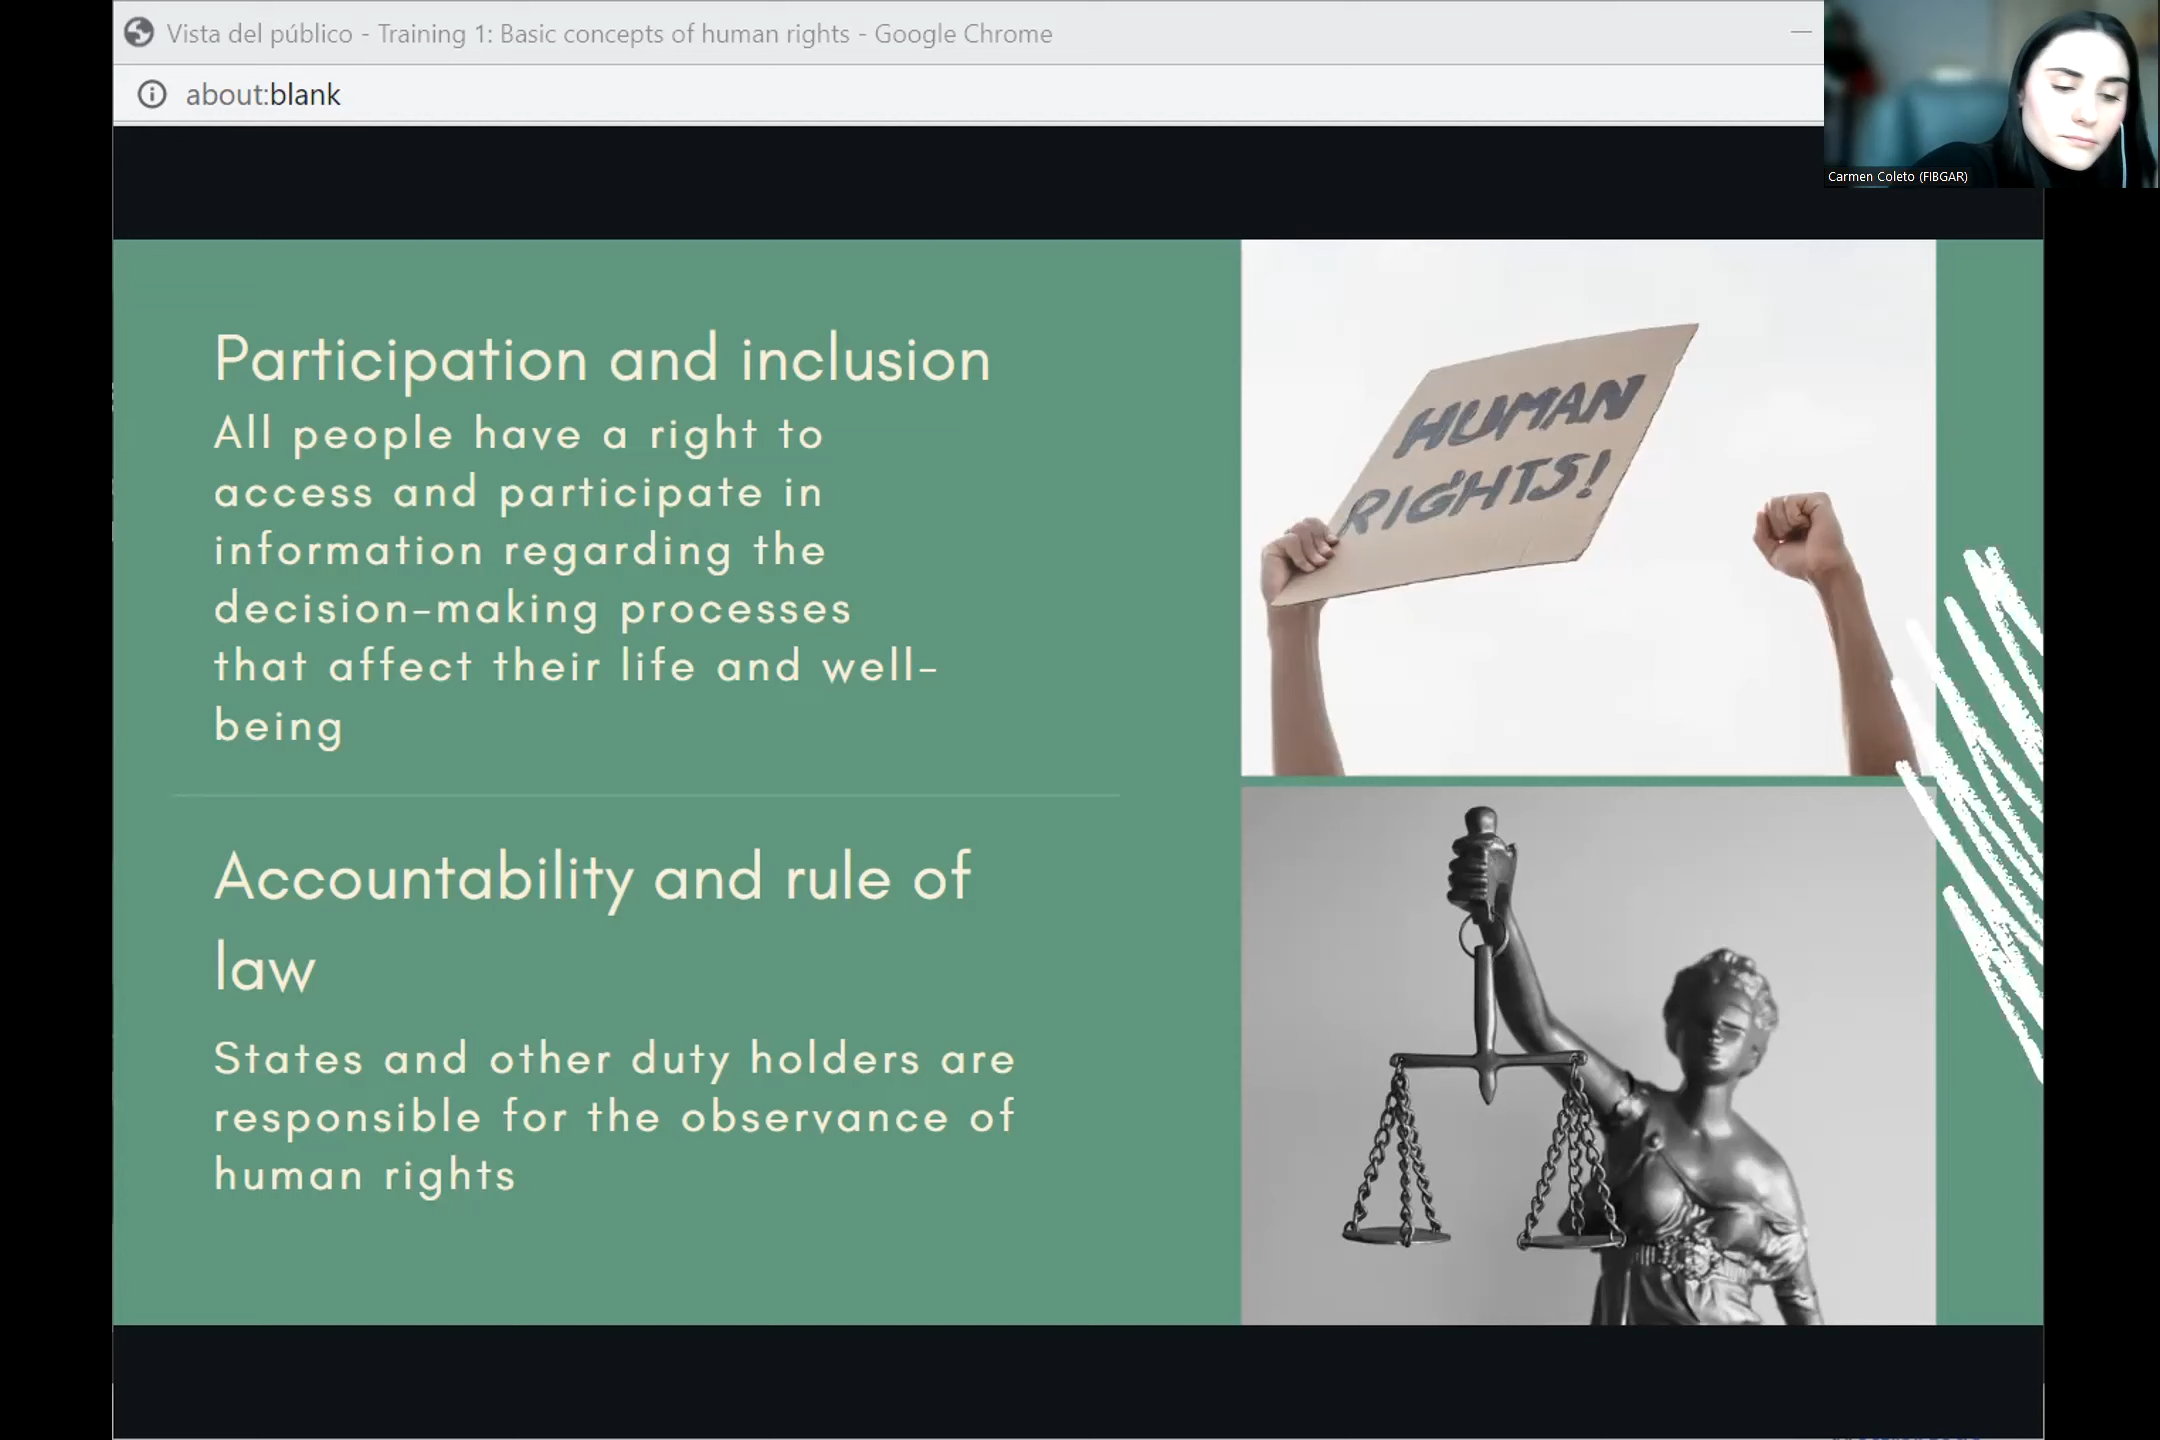 Vista del público - Training 1: Basic concepts of human rights - Google Chrome
about:blank
Carmen Coleto (FIBGAR)
Participation and inclusion
All people have a right to
access and participate in
information regarding the
decision-making processes
that affect their life and well-
being
HUMAN
RIGHTS!
Accountability and rule of
law
States and other duty holders are
responsible for the observance of
human rights